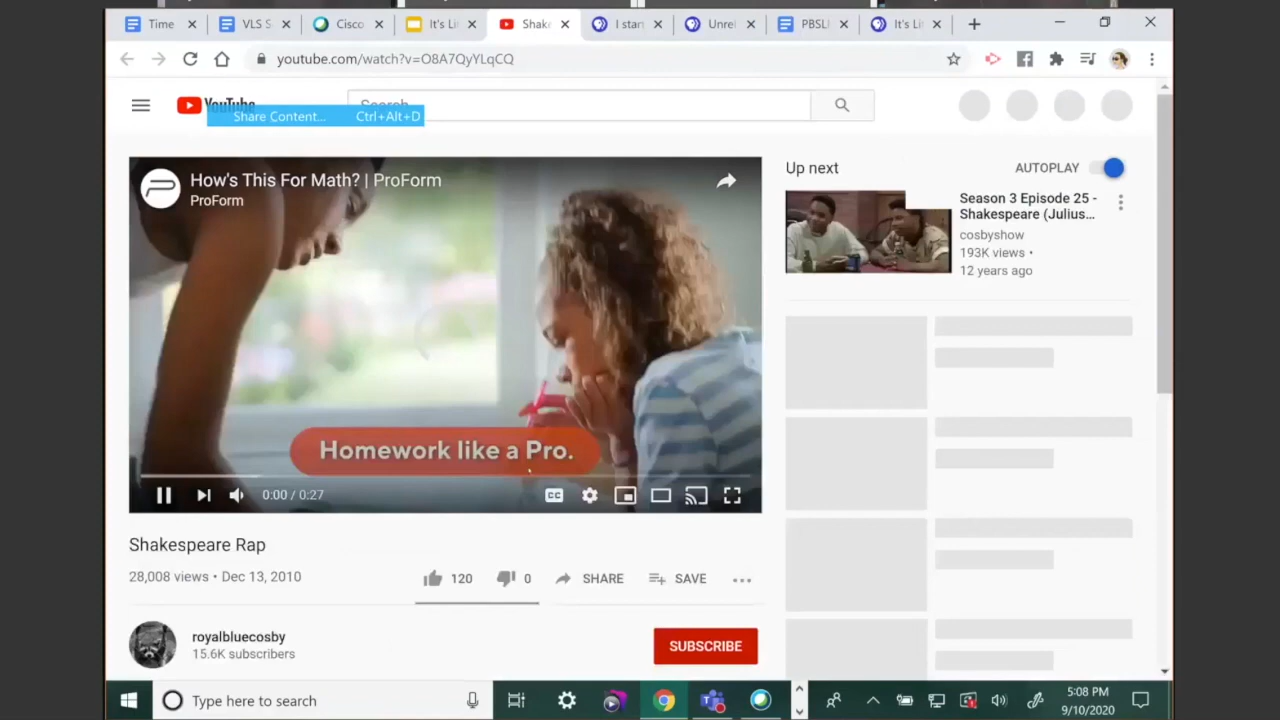 Time
VLS S
Cisco
It's Li
Shake
I star
Unrel
PBSL
It's Li
youtube.com/watch?v=O8A7QyYLqCQ
YouTube
Search
Share Content... Ctrl+Alt+D
How's This For Math? | ProForm
ProForm
Homework like a Pro.
0:00 / 0:27
CC
Up next
AUTOPLAY
Season 3 Episode 25 -
Shakespeare (Julius...
cosbyshow
193K views •
12 years ago
Shakespeare Rap
28,008 views • Dec 13, 2010
120
0
SHARE
SAVE
royalbluecosby
15.6K subscribers
SUBSCRIBE
Type here to search
5:08 PM
9/10/2020